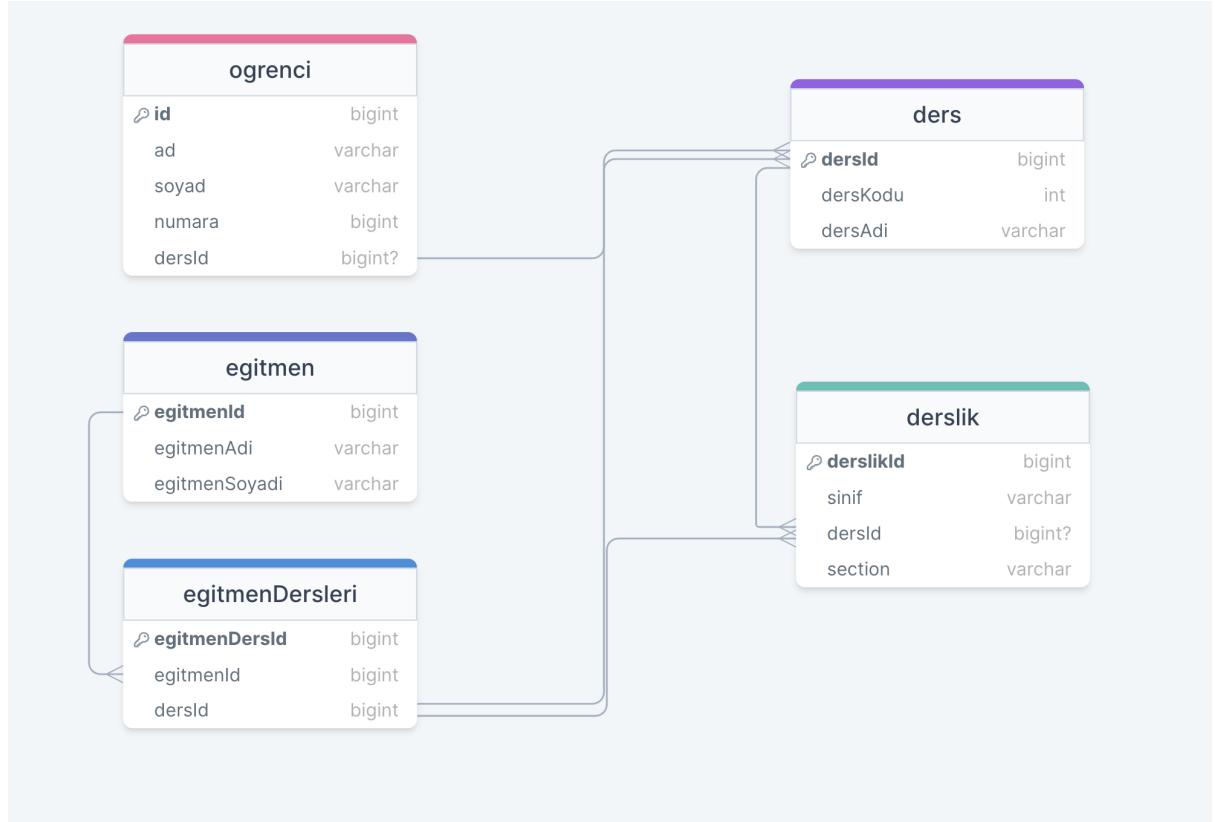 ogrenci
id bigint
ad varchar
soyad varchar
numara bigint
dersId bigint?
egitmen
egitmenId bigint
egitmenAdi varchar
egitmenSoyadi varchar
egitmenDersleri
egitmenDersId bigint
egitmenId bigint
dersId bigint
ders
dersId bigint
dersKodu int
dersAdi varchar
derslik
derslikId bigint
sinif varchar
dersId bigint?
section varchar